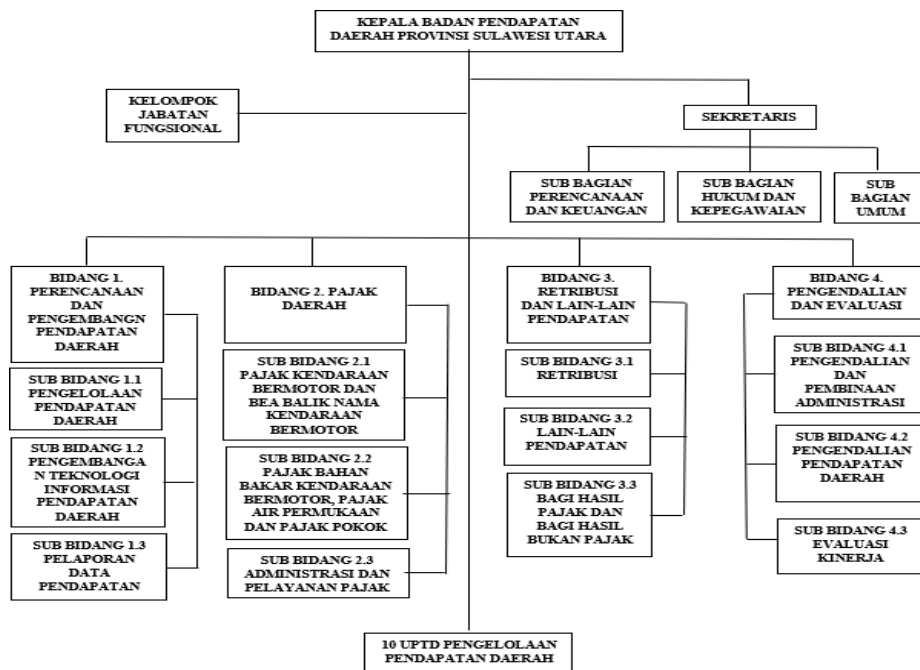 KEPALA BADAN PENDAPATAN
DAERAH PROVINSI SULAWESI UTARA
KELOMPOK
JABATAN
FUNGSIONAL
SEKRETARIS
SUB BAGIAN
PERENCANAAN
DAN KEUANGAN
SUB BAGIAN
HUKUM DAN
KEPEGAWAIAN
SUB
BAGIAN
UMUM
BIDANG 1.
PERENCANAAN
DAN
PENGEMBANGN
PENDAPATAN
DAERAH
SUB BIDANG 1.1
PENGELOLAAN
PENDAPATAN
DAERAH
SUB BIDANG 1.2
PENGEMBANGA
N TEKNOLOGI
INFORMASI
PENDAPATAN
DAERAH
SUB BIDANG 1.3
PELAPORAN
DATA
PENDAPATAN
BIDANG 2. PAJAK
DAERAH
SUB BIDANG 2.1
PAJAK KENDARAAN
BERMOTOR DAN
BEA BALIK NAMA
KENDARAAN
BERMOTOR
SUB BIDANG 2.2
PAJAK BAHAN
BAKAR KENDARAAN
BERMOTOR, PAJAK
AIR PERMUKAAN
DAN PAJAK POKOK
SUB BIDANG 2.3
ADMINISTRASI DAN
PELAYANAN PAJAK
BIDANG 3.
RETRIBUSI
DAN LAIN-LAIN
PENDAPATAN
SUB BIDANG 3.1
RETRIBUSI
SUB BIDANG 3.2
LAIN-LAIN
PENDAPATAN
SUB BIDANG 3.3
BAGI HASIL
PAJAK DAN
BAGI HASIL
BUKAN PAJAK
BIDANG 4.
PENGENDALIAN
DAN EVALUASI
SUB BIDANG 4.1
PENGENDALIAN
DAN
PEMBINAAN
ADMINISTRASI
SUB BIDANG 4.2
PENGENDALIAN
PENDAPATAN
DAERAH
SUB BIDANG 4.3
EVALUASI
KINERJA
10 UPTD PENGELOLAAN
PENDAPATAN DAERAH